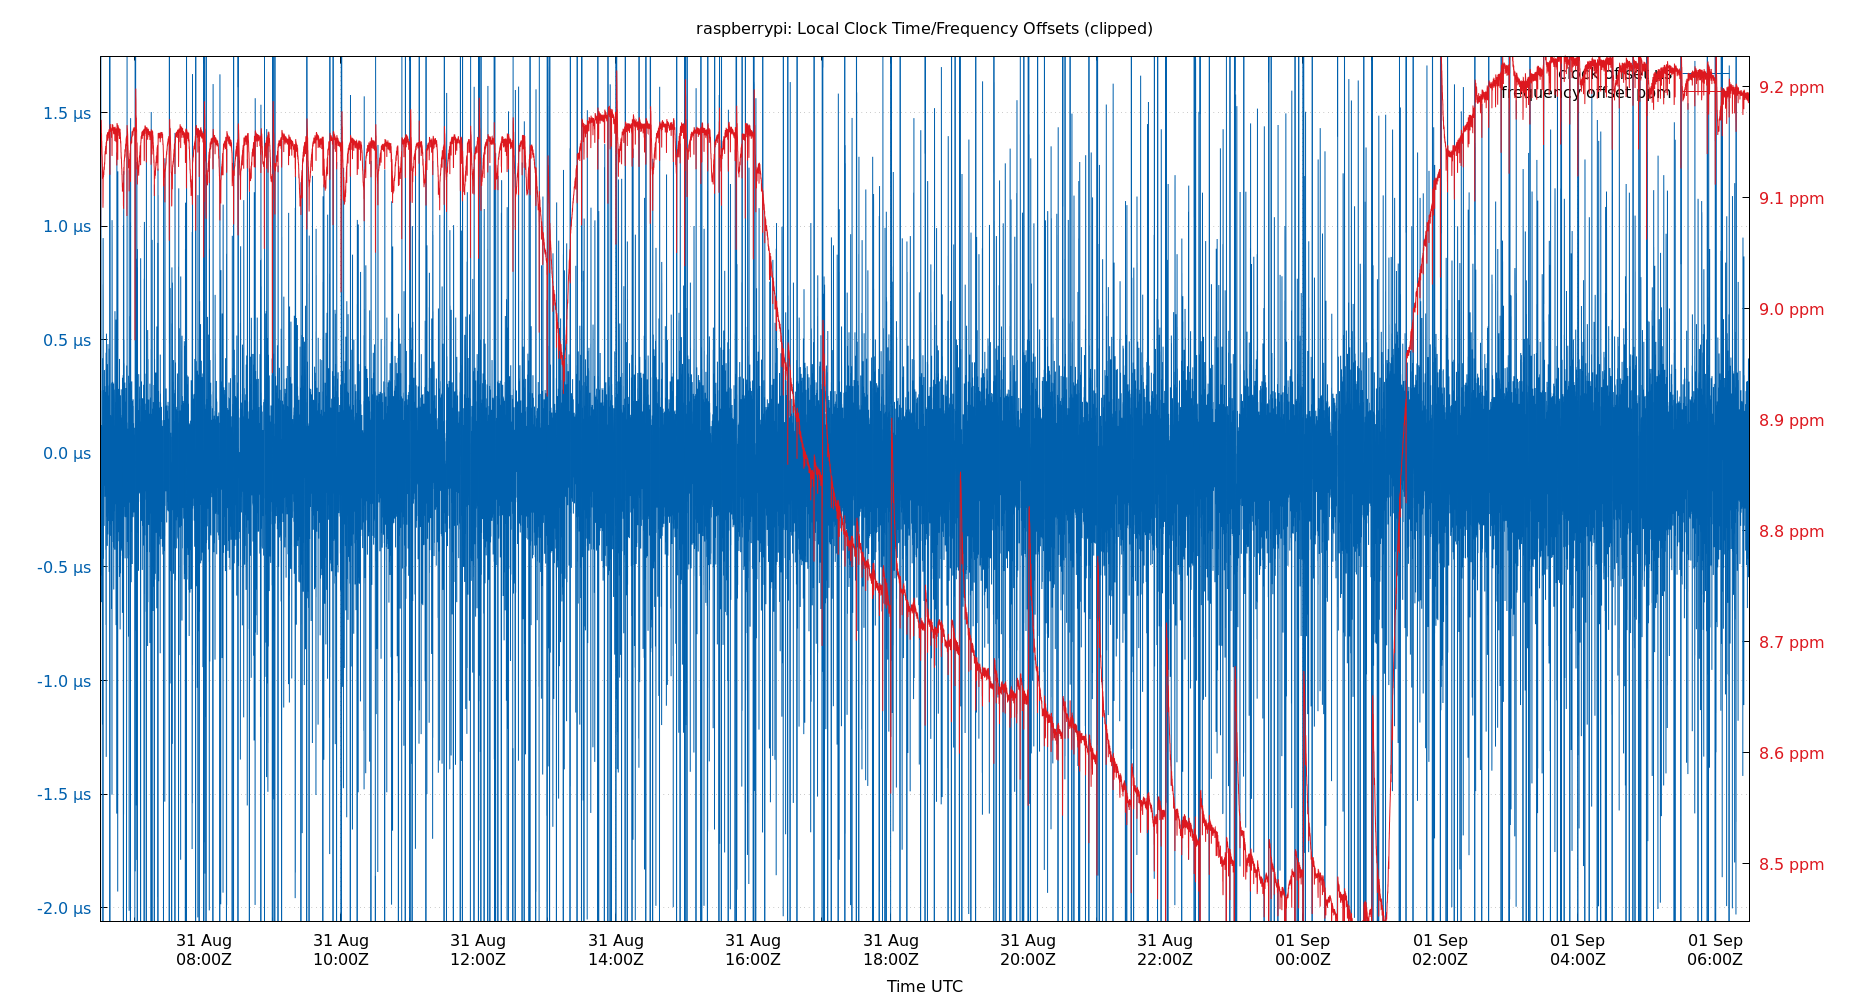 raspberrypi: Local Clock Time/Frequency Offsets (clipped)
clock offset µs
frequency offset ppm
1.5 µs
1.0 µs
0.5 µs
0.0 µs
-0.5 µs
-1.0 µs
-1.5 µs
-2.0 µs
9.2 ppm
9.1 ppm
9.0 ppm
8.9 ppm
8.8 ppm
8.7 ppm
8.6 ppm
8.5 ppm
31 Aug 31 Aug 31 Aug 31 Aug 31 Aug 31 Aug 31 Aug 31 Aug 01 Sep 01 Sep 01 Sep 01 Sep
08:00Z 10:00Z 12:00Z 14:00Z 16:00Z 18:00Z 20:00Z 22:00Z 00:00Z 02:00Z 04:00Z 06:00Z
Time UTC